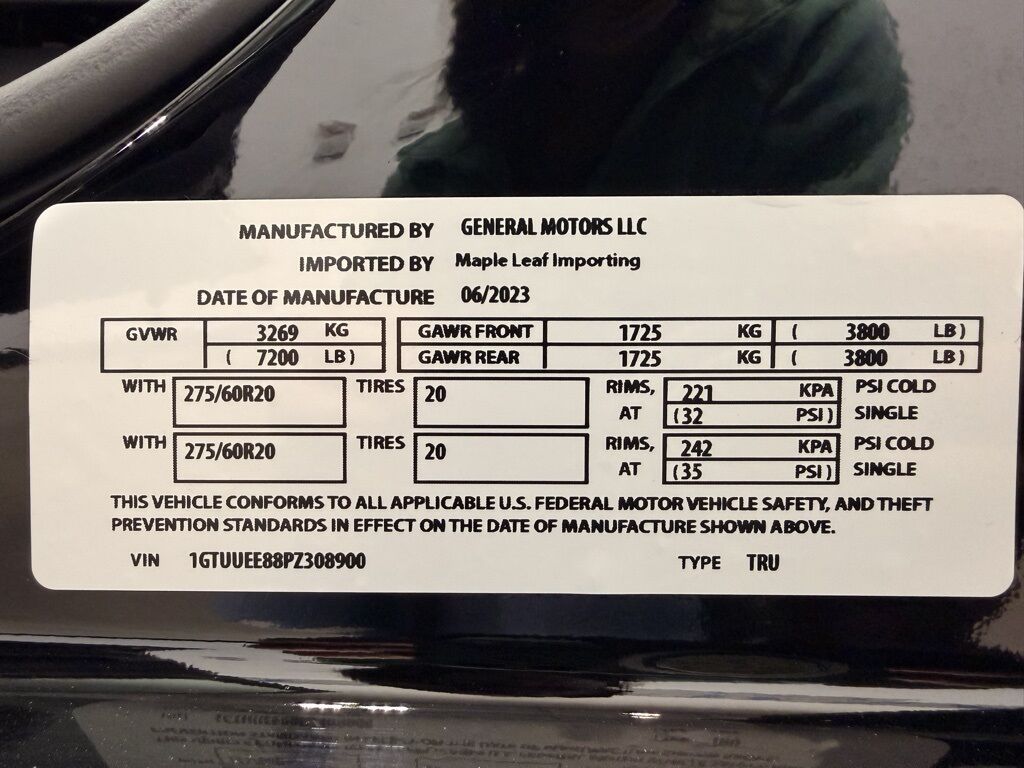 MANUFACTURED BY GENERAL MOTORS LLC
IMPORTED BY Maple Leaf Importing
DATE OF MANUFACTURE 06/2023
GVWR 3269 KG GAWR FRONT 1725 KG ( 3800 LB )
( 7200 LB ) GAWR REAR 1725 KG ( 3800 LB )
WITH 275/60R20 TIRES 20 RIMS, 221 KPA PSI COLD
AT (32 PSI ) SINGLE
WITH 275/60R20 TIRES 20 RIMS, 242 KPA PSI COLD
AT (35 PSI ) SINGLE
THIS VEHICLE CONFORMS TO ALL APPLICABLE U.S. FEDERAL MOTOR VEHICLE SAFETY, AND THEFT
PREVENTION STANDARDS IN EFFECT ON THE DATE OF MANUFACTURE SHOWN ABOVE.
VIN 1GTUUEE88PZ308900 TYPE TRU